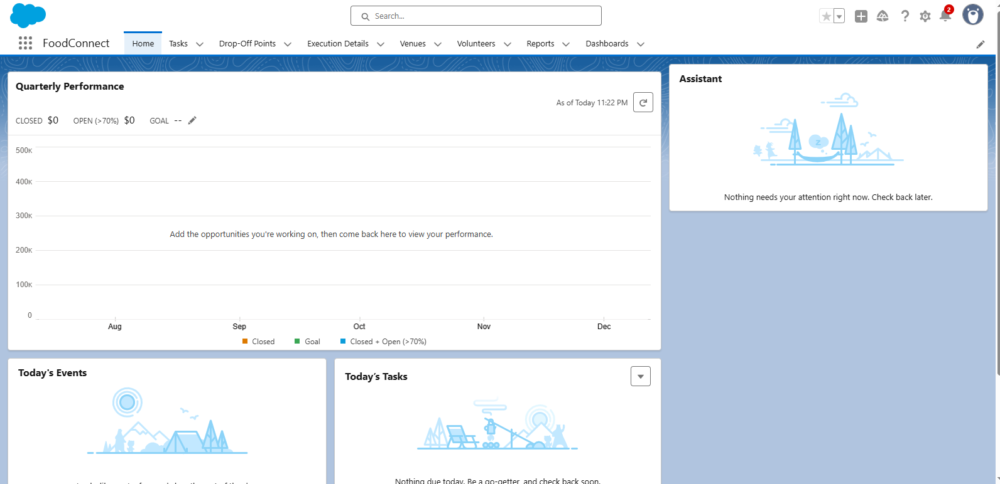 Search...
2
FoodConnect
Home
Tasks
Drop-Off Points
Execution Details
Venues
Volunteers
Reports
Dashboards
Quarterly Performance
As of Today 11:22 PM
CLOSED $0 OPEN (>70%) $0 GOAL --
500K
400K
300K
Add the opportunities you're working on, then come back here to view your performance.
200K
100K
0
Aug Sep Oct Nov Dec
Closed Goal Closed + Open (>70%)
Assistant
z
Nothing needs your attention right now. Check back later.
Today's Events
Today's Tasks
Nothing due today. Be a go-getter, and check back soon.